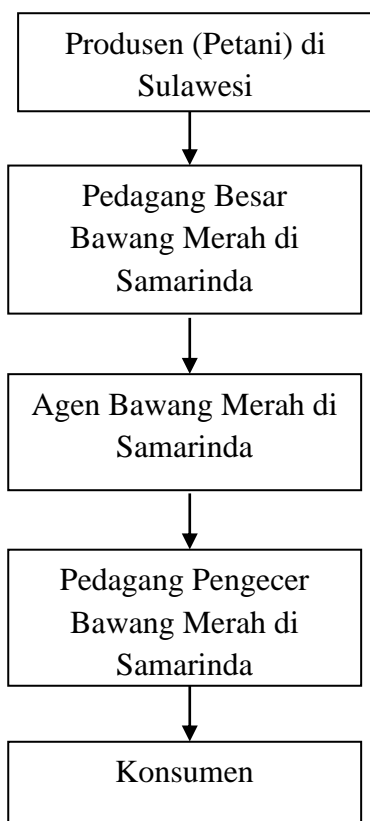 Produsen (Petani) di
Sulawesi
Pedagang Besar
Bawang Merah di
Samarinda
Agen Bawang Merah di
Samarinda
Pedagang Pengecer
Bawang Merah di
Samarinda
Konsumen